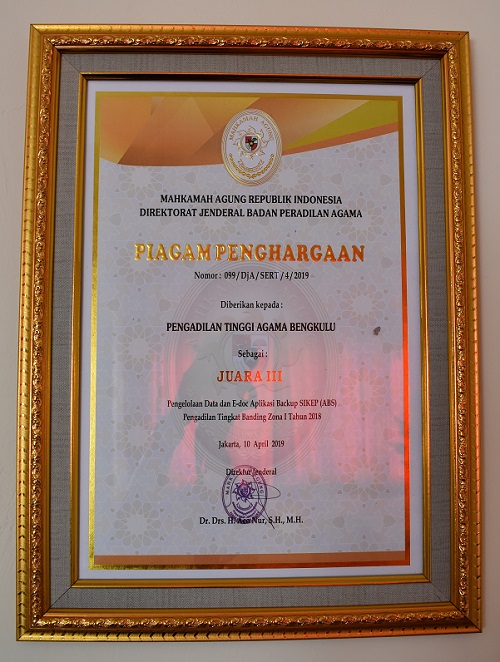 MAHKAMAH AGUNG
MAHKAMAH AGUNG REPUBLIK INDONESIA
DIREKTORAT JENDERAL BADAN PERADILAN AGAMA
PIAGAM PENGHARGAAN
Nomor : 099/DjA/SERT/4/2019
Diberikan kepada :
PENGADILAN TINGGI AGAMA BENGKULU
Sebagai :
JUARA III
Pengelolaan Data dan E-doc Aplikasi Backup SIKEP (ABS)
Pengadilan Tingkat Banding Zona I Tahun 2018
Jakarta, 10 April 2019
Direktur Jenderal
Dr. Drs. H. Aco Nur, S.H., M.H.